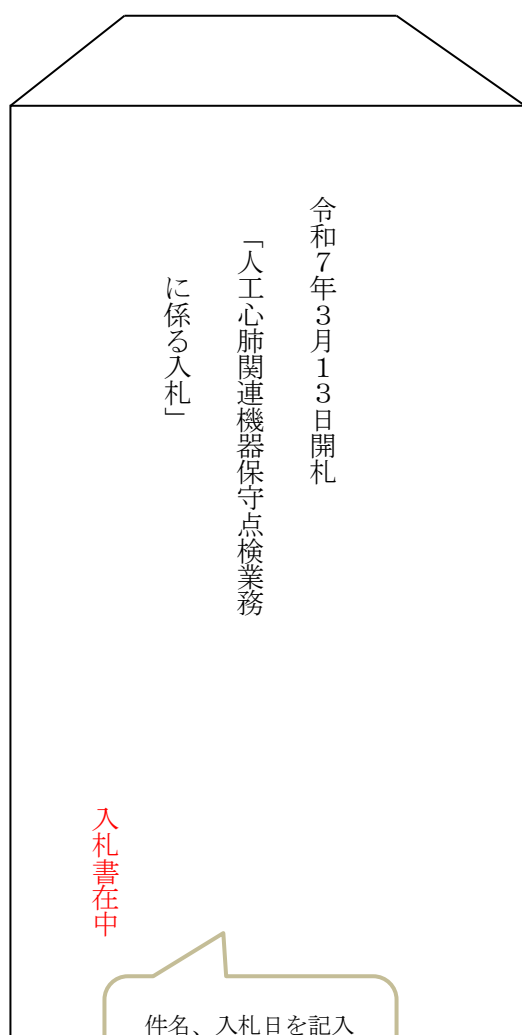 令和７年３月１３日開札
「人工心肺関連機器保守点検業務
に係る入札」
入札書在中
件名、入札日を記入